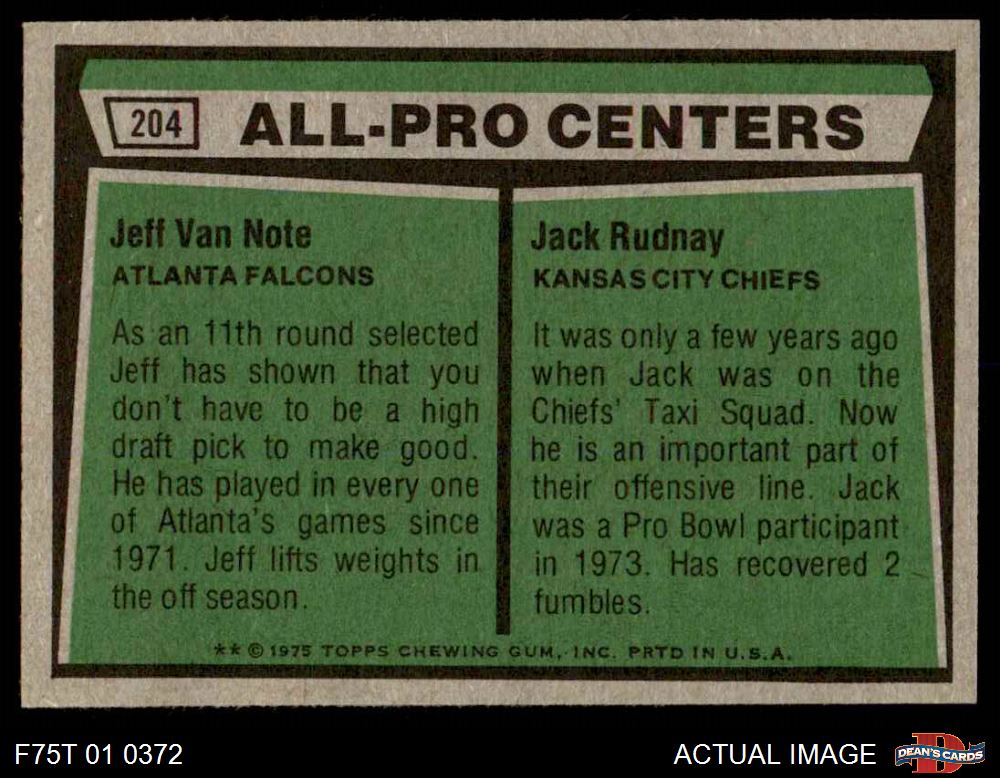 204
ALL-PRO CENTERS
Jeff Van Note
ATLANTA FALCONS
As an 11th round selected
Jeff has shown that you
don't have to be a high
draft pick to make good.
He has played in every one
of Atlanta's games since
1971. Jeff lifts weights in
the off season.
Jack Rudnay
KANSAS CITY CHIEFS
It was only a few years ago
when Jack was on the
Chiefs' Taxi Squad. Now
he is an important part of
their offensive line. Jack
was a Pro Bowl participant
in 1973. Has recovered 2
fumbles.
** © 1975 TOPPS CHEWING GUM, INC. PRTD IN U.S.A.
F75T 01 0372
ACTUAL IMAGE
D
DEAN'S CARDS